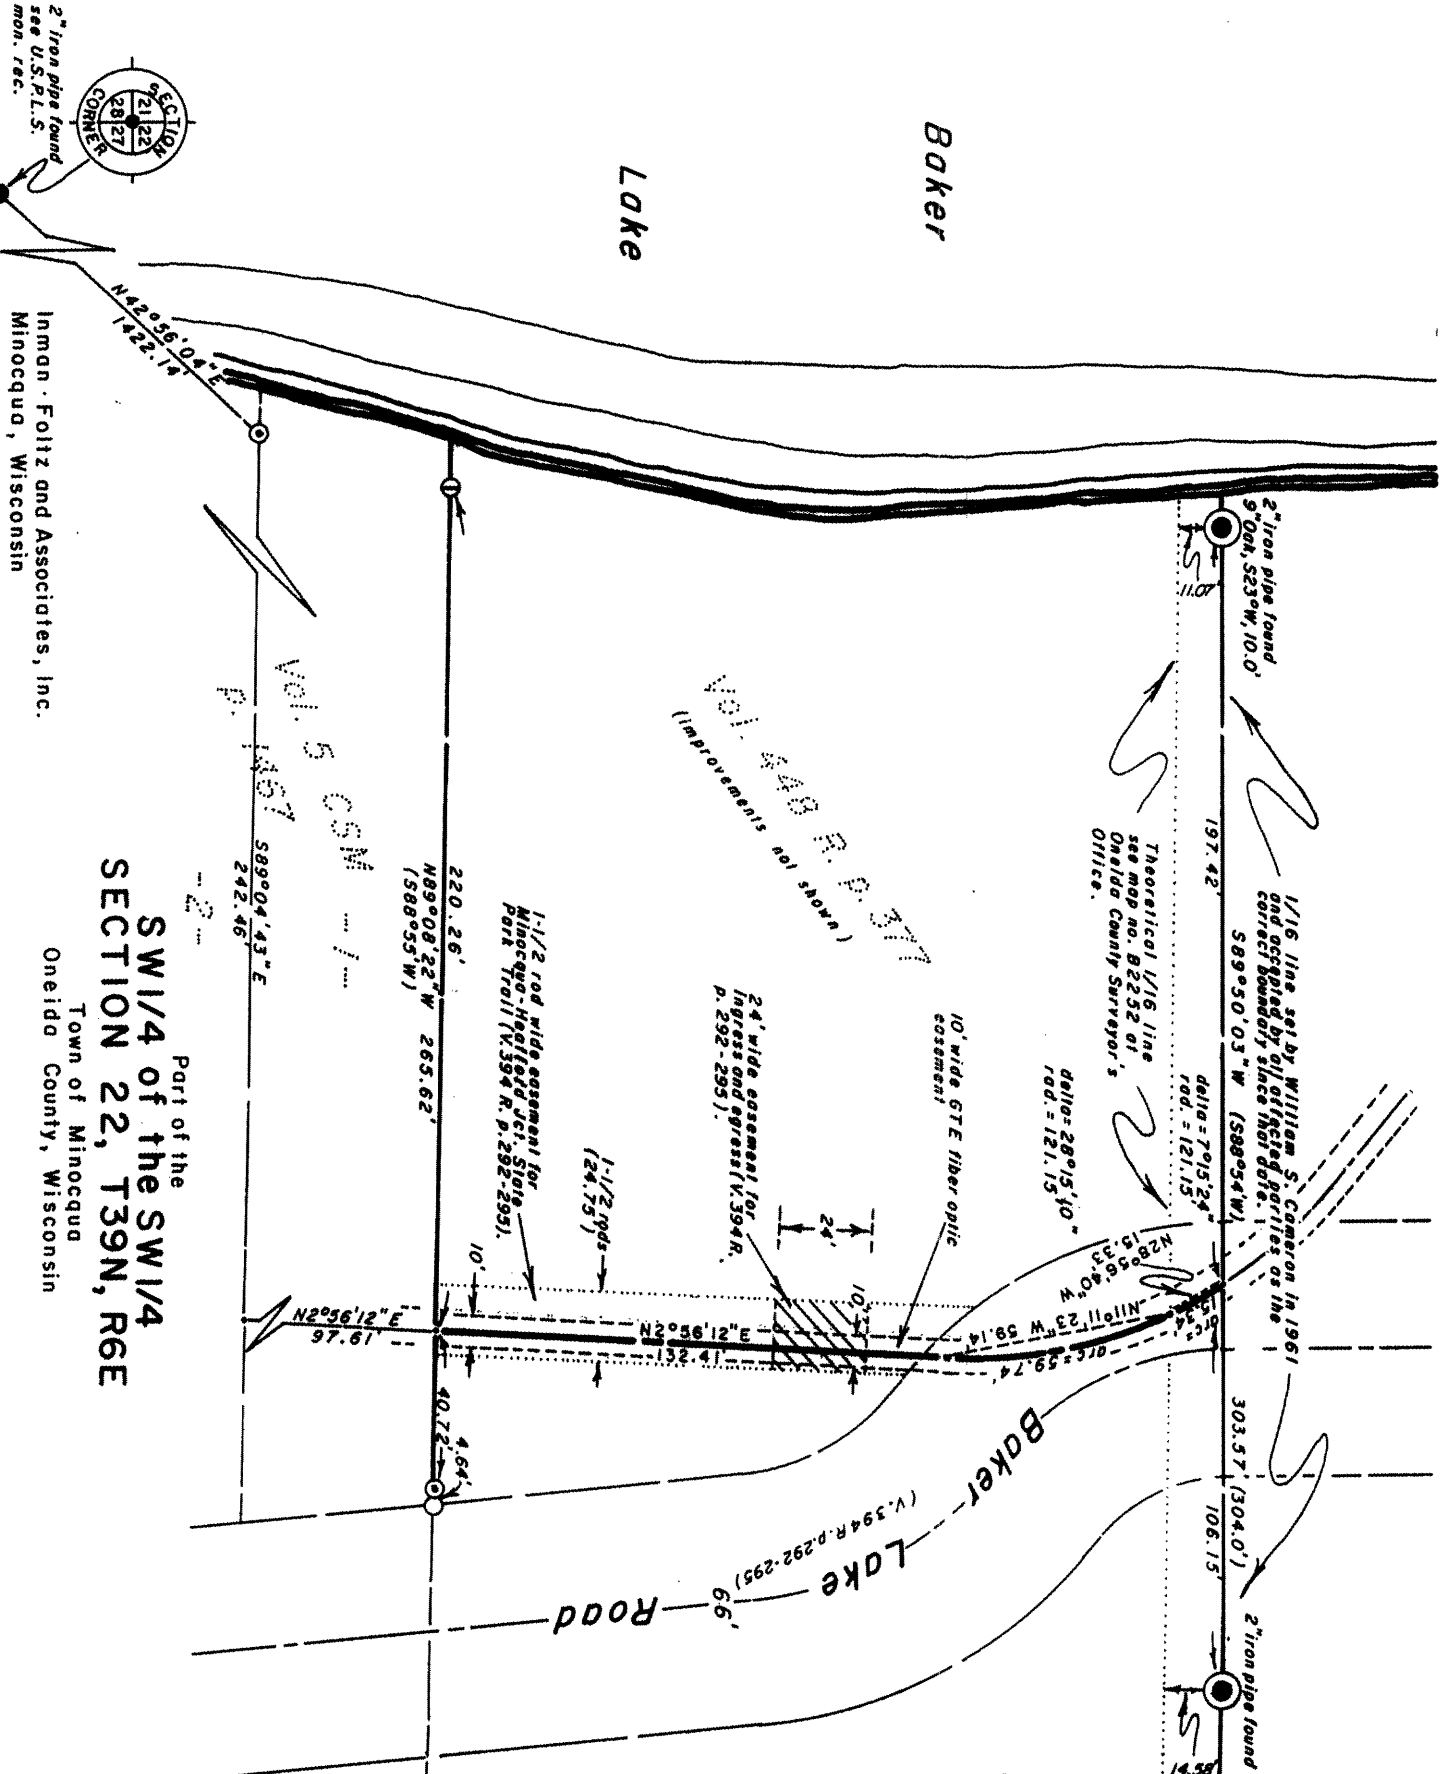 Baker
Lake
SECTION
CORNER
21 22
28 27
2" iron pipe found
see U.S.P.L.S.
mon. rec.
N42°56'04"E
1422.14'
2" iron pipe found
9" Oak, S23°W, 10.0'
11.07'
1/16 line set by William S. Cameron in 1961
and accepted by all affected parties as the
correct boundary since that date.
197.42'
S89°50'03"W (S88°54'W)
303.57' (304.0')
106.15'
2" iron pipe found
14.58'
Theoretical 1/16 line
see map no. B2252 at
Oneida County Surveyor's
Office.
delta = 7°15'24"
rad. = 121.15'
delta = 28°15'10"
rad. = 121.15'
N28°56'40"W
15.33'
arc=
15.34'
N11°11'23"W 59.14'
arc = 59.74'
Vol. 448 R. p. 377
(improvements not shown)
10' wide GTE fiber optic
easement
24' wide easement for
ingress and egress (V.394 R.
p. 292-295).
24'
10'
1-1/2 rods
(24.75')
1-1/2 rod wide easement for
Minocqua-Heafford Jct. State
Park Trail (V.394 R. p. 292-295).
10'
N2°56'12"E
132.41'
220.26'
N89°08'22"W 265.62'
(S88°55'W)
40.72'
4.64'
N2°56'12"E
97.61'
Vol. 5 CSM
p. 1467
-1-
S89°04'43"E
242.46'
-2-
Baker Lake Road
(V.394 R. p. 292-295)
66'
Part of the
SW1/4 of the SW1/4
SECTION 22, T39N, R6E
Town of Minocqua
Oneida County, Wisconsin
Inman · Foltz and Associates, Inc.
Minocqua, Wisconsin